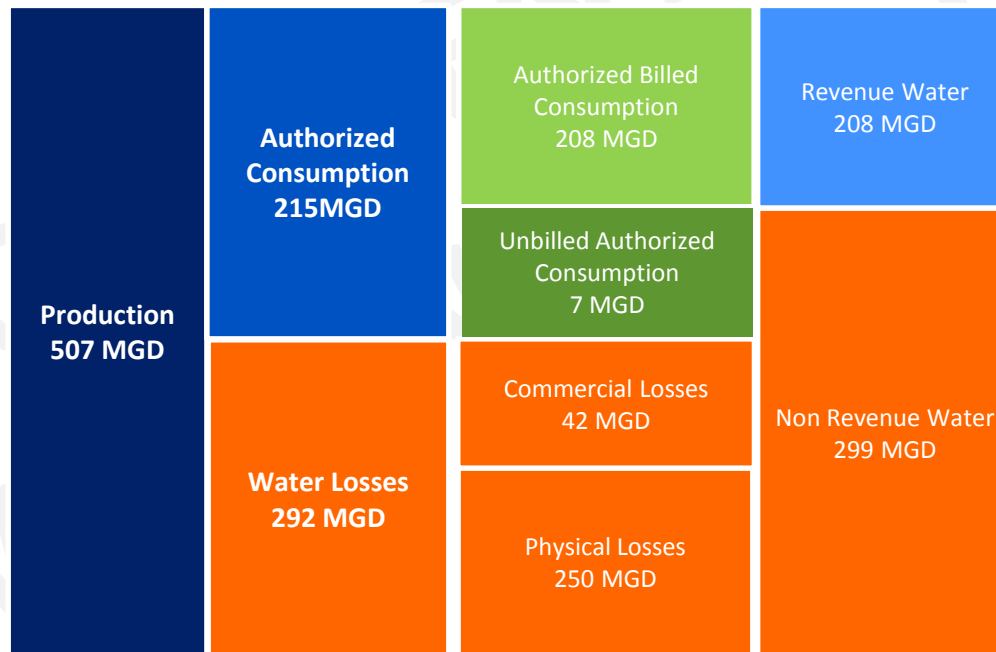 Production
507 MGD
Authorized
Consumption
215MGD
Water Losses
292 MGD
Authorized Billed
Consumption
208 MGD
Unbilled Authorized
Consumption
7 MGD
Commercial Losses
42 MGD
Physical Losses
250 MGD
Revenue Water
208 MGD
Non Revenue Water
299 MGD